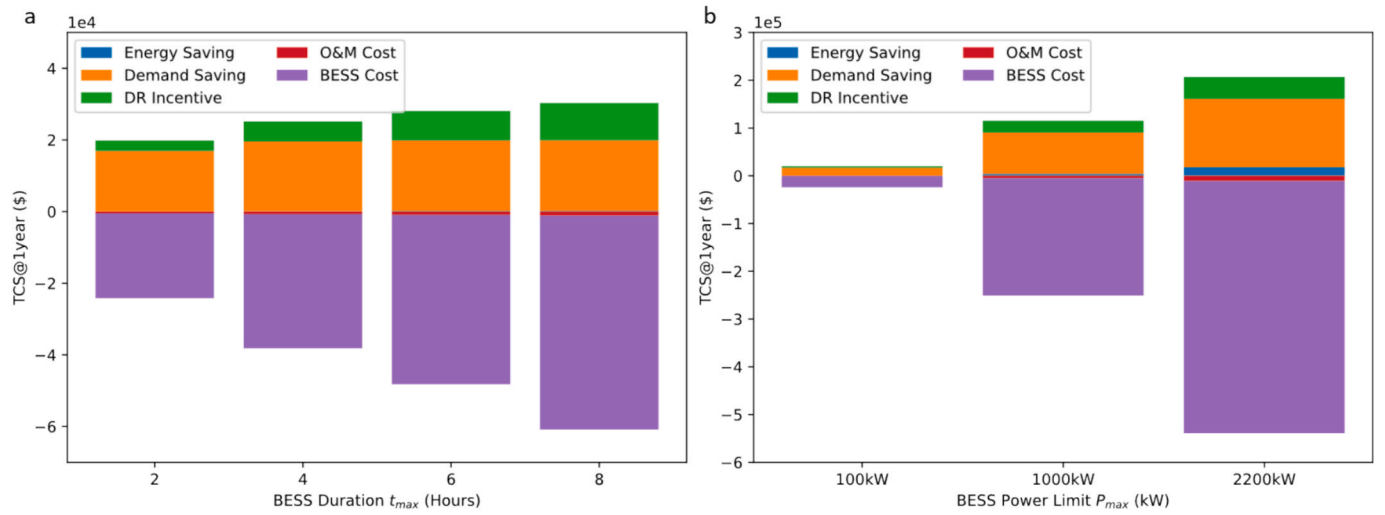 a
1e4
Energy Saving
Demand Saving
DR Incentive
O&M Cost
BESS Cost
4
2
0
−2
−4
−6
TCS@1year ($)
2
4
6
8
BESS Duration tmax (Hours)
b
1e5
Energy Saving
Demand Saving
DR Incentive
O&M Cost
BESS Cost
3
2
1
0
−1
−2
−3
−4
−5
−6
TCS@1year ($)
100kW
1000kW
2200kW
BESS Power Limit Pmax (kW)